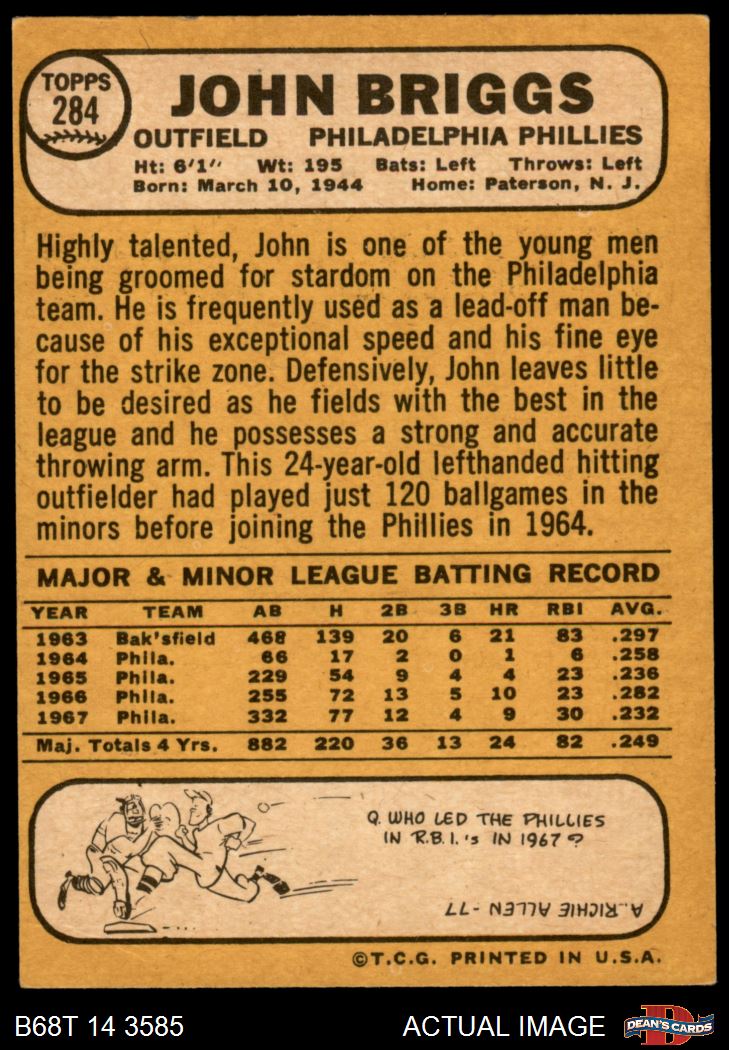 TOPPS
284
JOHN BRIGGS
OUTFIELD PHILADELPHIA PHILLIES
Ht: 6'1" Wt: 195 Bats: Left Throws: Left
Born: March 10, 1944 Home: Paterson, N. J.
Highly talented, John is one of the young men
being groomed for stardom on the Philadelphia
team. He is frequently used as a lead-off man be-
cause of his exceptional speed and his fine eye
for the strike zone. Defensively, John leaves little
to be desired as he fields with the best in the
league and he possesses a strong and accurate
throwing arm. This 24-year-old lefthanded hitting
outfielder had played just 120 ballgames in the
minors before joining the Phillies in 1964.
MAJOR & MINOR LEAGUE BATTING RECORD
YEAR TEAM AB H 2B 3B HR RBI AVG.
1963 Bak'sfield 468 139 20 6 21 83 .297
1964 Phila. 66 17 2 0 1 6 .258
1965 Phila. 229 54 9 4 4 23 .236
1966 Phila. 255 72 13 5 10 23 .282
1967 Phila. 332 77 12 4 9 30 .232
Maj. Totals 4 Yrs. 882 220 36 13 24 82 .249
Q. WHO LED THE PHILLIES
IN R.B.I.'s IN 1967?
A. RICHIE ALLEN - 77
©T.C.G. PRINTED IN U.S.A.
B68T 14 3585 ACTUAL IMAGE
D
DEAN'S CARDS